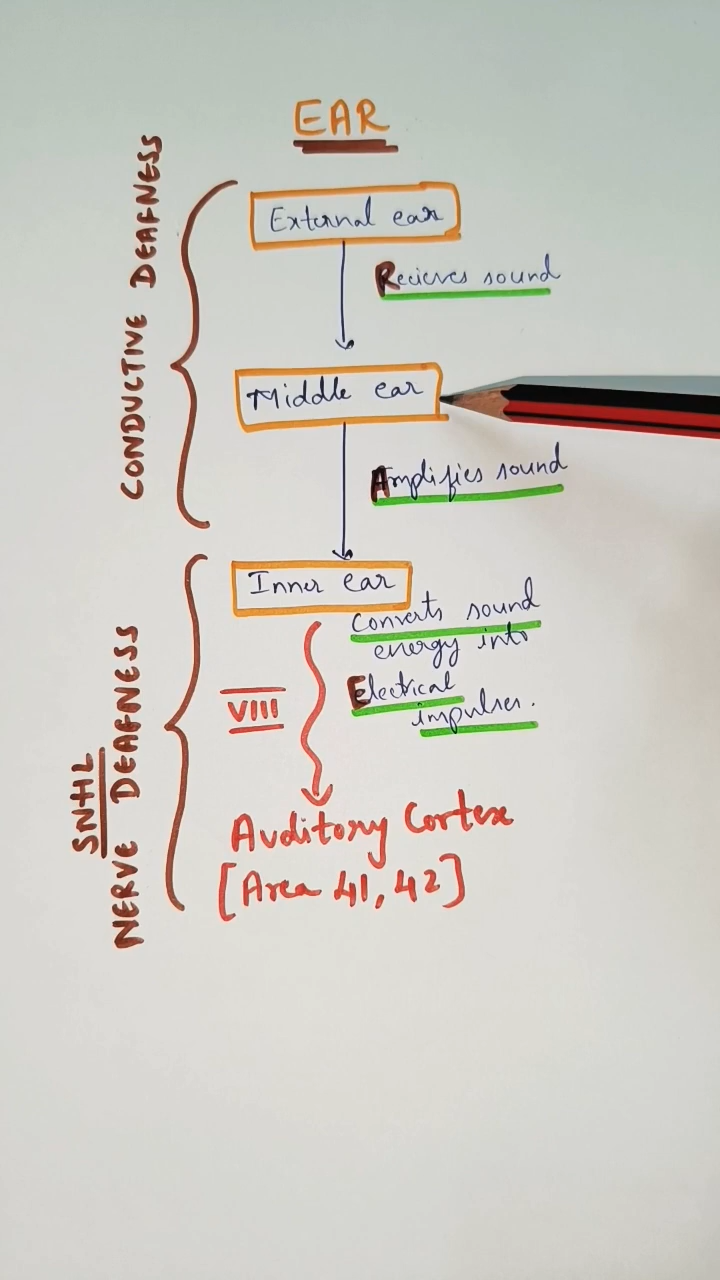 EAR
External ear
Recieves sound
CONDUCTIVE DEAFNESS
Middle ear
Amplifies sound
Inner ear
Converts sound
energy into
Electrical
impulses.
VIII
SNHL
NERVE DEAFNESS
Auditory Cortex
[Area 41, 42]